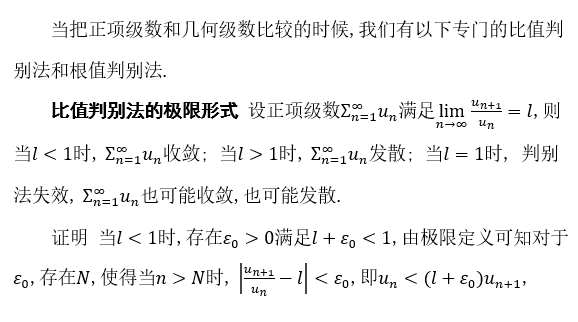 当把正项级数和几何级数比较的时候,我们有以下专门的比值判
别法和根值判别法.
比值判别法的极限形式 设正项级数∑_{n=1}^{∞}u_n满足lim_{n→∞} u_{n+1}/u_n = l,则
当l < 1时, ∑_{n=1}^{∞}u_n收敛；当l > 1时, ∑_{n=1}^{∞}u_n发散；当l = 1时, 判别
法失效, ∑_{n=1}^{∞}u_n也可能收敛,也可能发散.
证明 当l < 1时,存在ε_0 > 0满足l + ε_0 < 1,由极限定义可知对于
ε_0,存在N,使得当n > N时, |u_{n+1}/u_n − l| < ε_0,即u_n < (l + ε_0)u_{n+1},